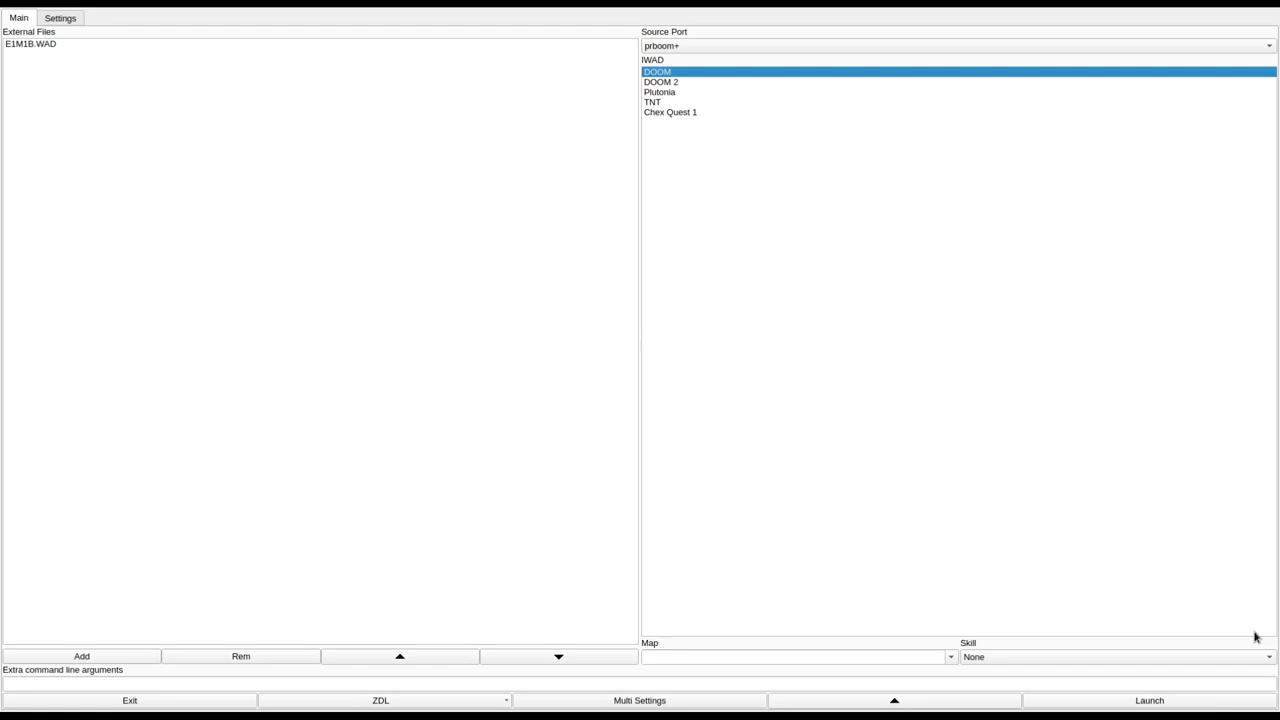 Main
Settings
External Files
E1M1B.WAD
Source Port
prboom+
IWAD
DOOM
DOOM 2
Plutonia
TNT
Chex Quest 1
Map
Skill
None
Add
Rem
Extra command line arguments
Exit
ZDL
Multi Settings
Launch